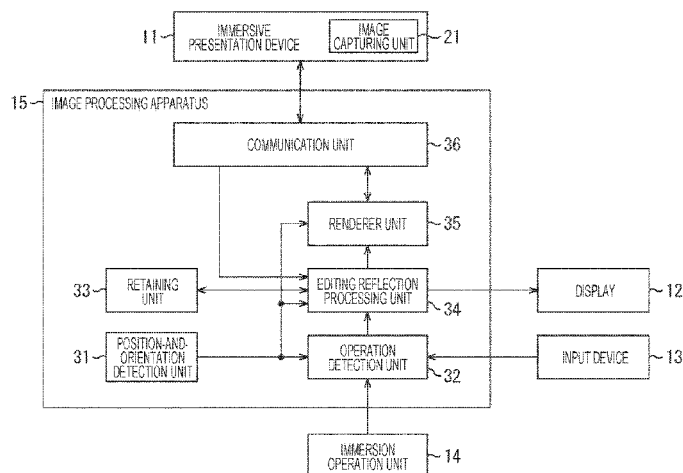 11
IMMERSIVE
PRESENTATION DEVICE
IMAGE
CAPTURING UNIT
21
15
IMAGE PROCESSING APPARATUS
COMMUNICATION UNIT
36
RENDERER UNIT
35
33
RETAINING
UNIT
EDITING REFLECTION
PROCESSING UNIT
34
DISPLAY
12
31
POSITION-AND-
ORIENTATION
DETECTION UNIT
OPERATION
DETECTION UNIT
32
INPUT DEVICE
13
IMMERSION
OPERATION UNIT
14